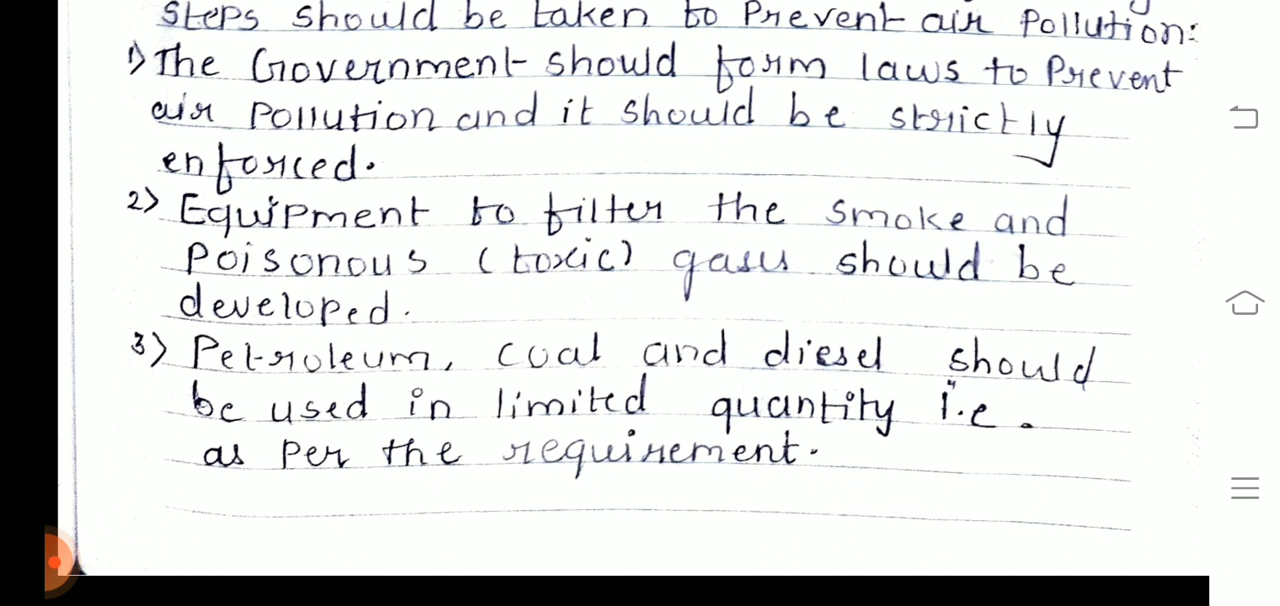 Steps should be taken to Prevent air Pollution:
1) The Government should form laws to Prevent
air Pollution and it should be strictly
enforced.
2) Equipment to filter the smoke and
Poisonous (toxic) gases should be
developed.
3) Petroleum, coal and diesel should
be used in limited quantity i.e.
as Per the requirement.